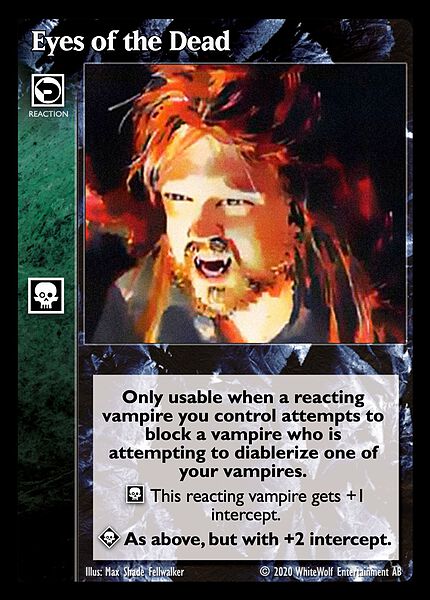 Eyes of the Dead
REACTION
Only usable when a reacting
vampire you control attempts to
block a vampire who is
attempting to diablerize one of
your vampires.
This reacting vampire gets +1
intercept.
As above, but with +2 intercept.
Illus: Max Shade Fellwalker
© 2020 WhiteWolf Entertainment AB